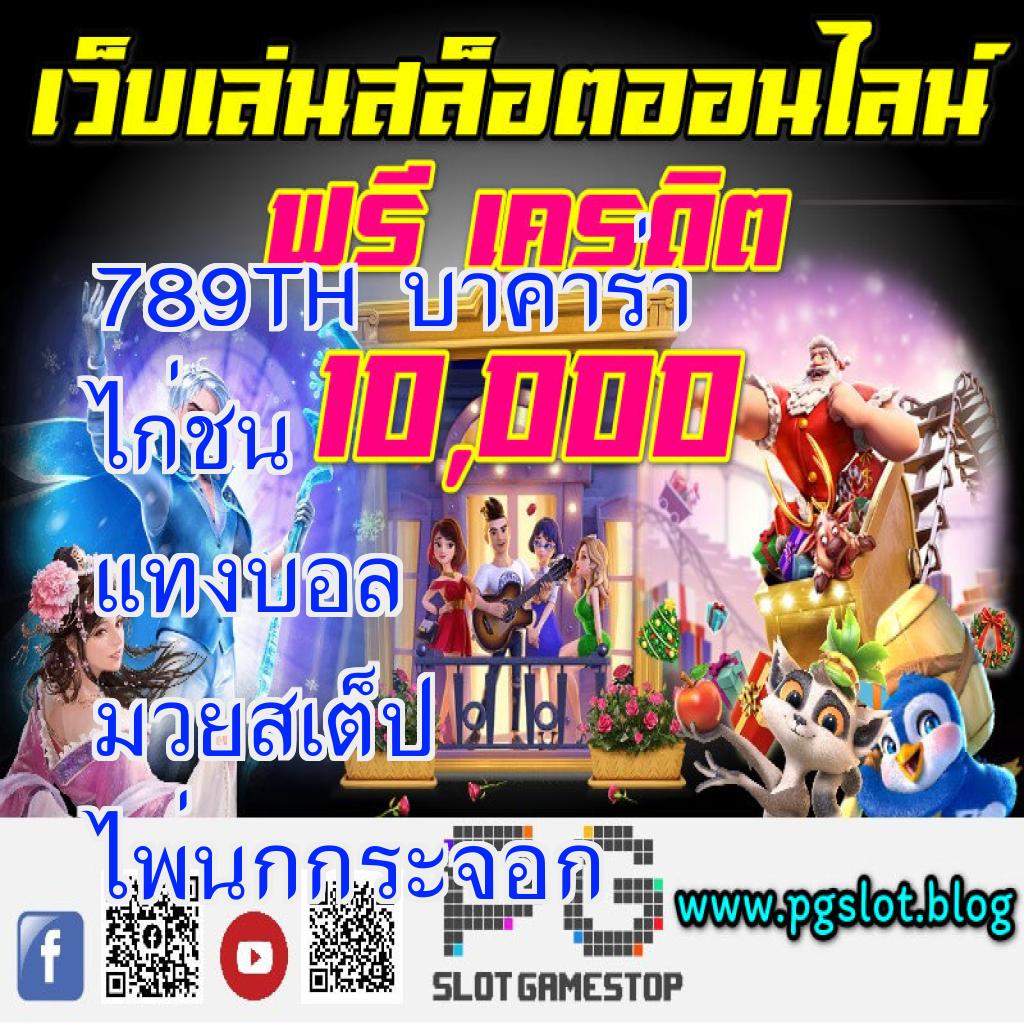 เว็บเล่นสล็อตออนไลน์
ฟรี เครดิต
789TH บาคาร่า
10,000
ไก่ชน
แทงบอล
มวยสเต็ป
ไพ่นกกระจอก
PG
SLOT GAMESTOP
www.pgslot.blog